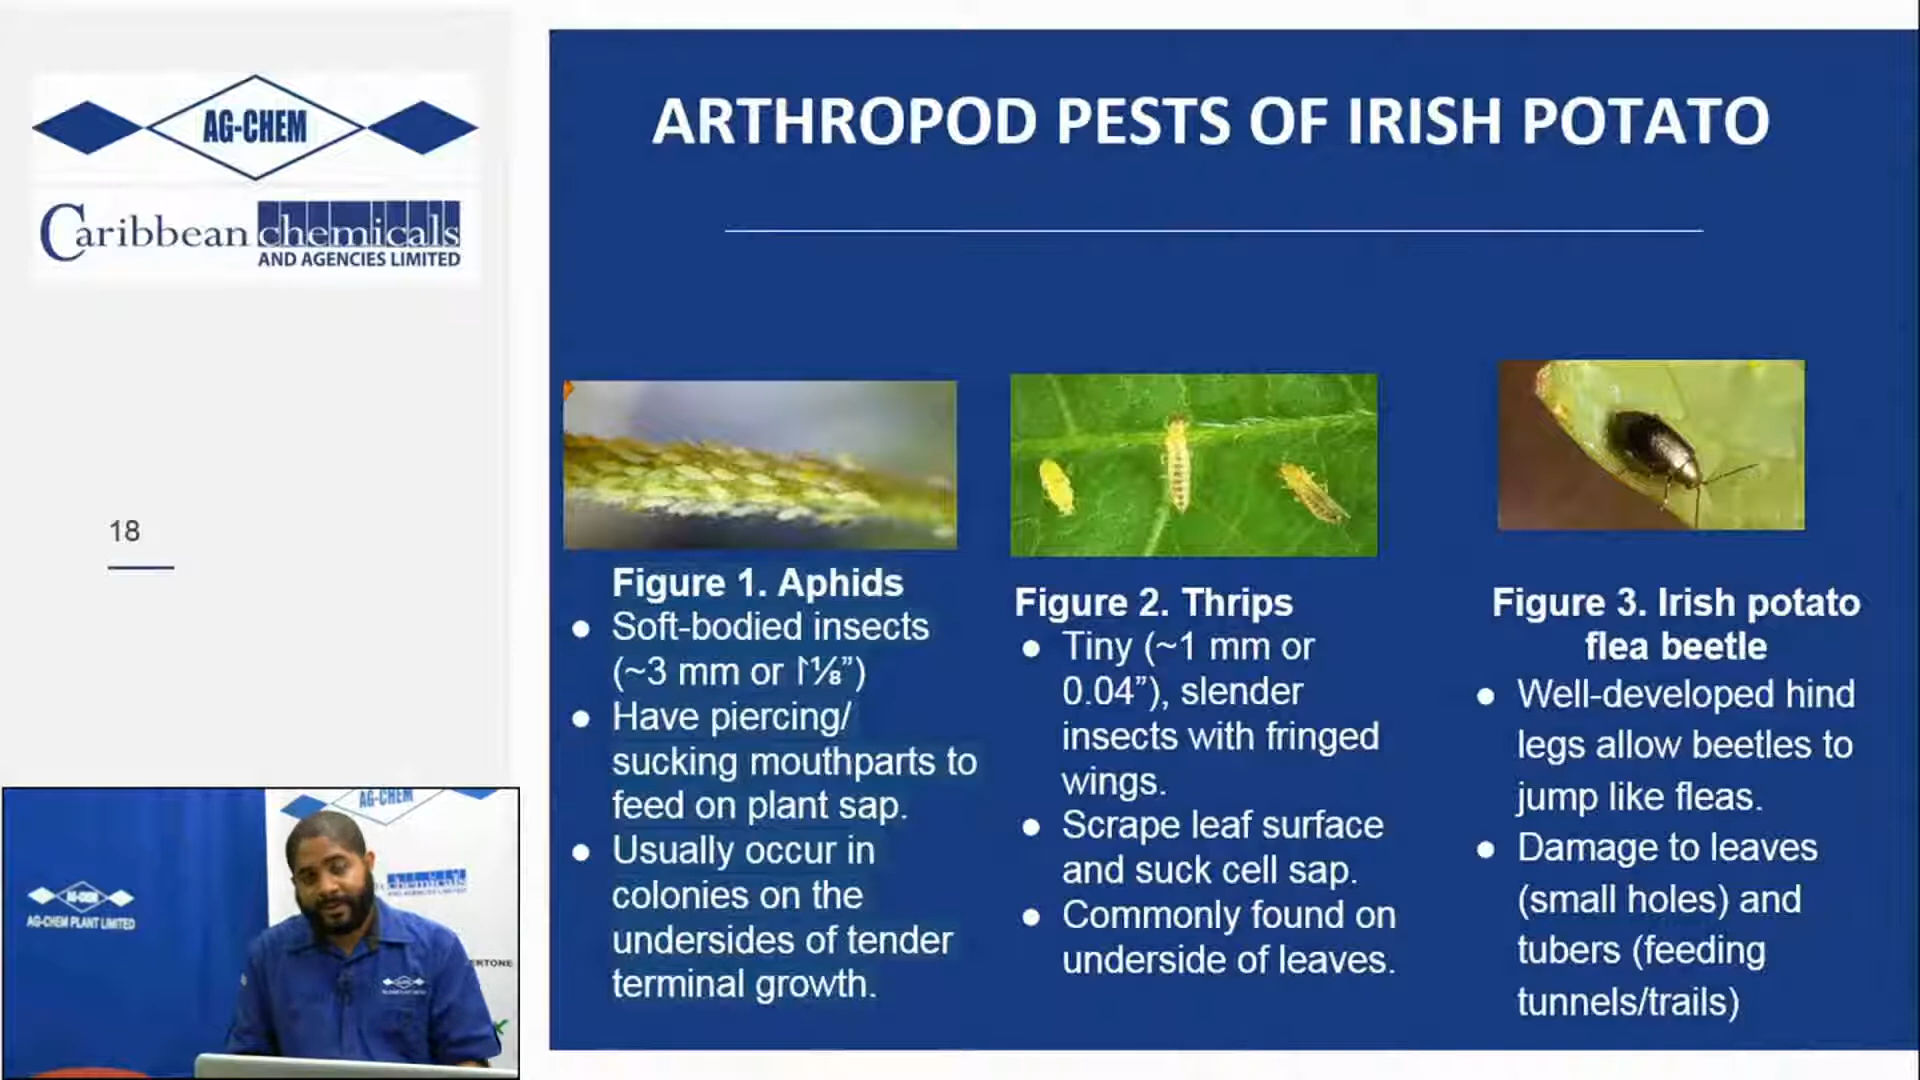 AG-CHEM
Caribbean chemicals
AND AGENCIES LIMITED
18
ARTHROPOD PESTS OF IRISH POTATO
Figure 1. Aphids
● Soft-bodied insects
(~3 mm or ↾⅛”)
● Have piercing/
sucking mouthparts to
feed on plant sap.
● Usually occur in
colonies on the
undersides of tender
terminal growth.
Figure 2. Thrips
● Tiny (~1 mm or
0.04”), slender
insects with fringed
wings.
● Scrape leaf surface
and suck cell sap.
● Commonly found on
underside of leaves.
Figure 3. Irish potato
flea beetle
● Well-developed hind
legs allow beetles to
jump like fleas.
● Damage to leaves
(small holes) and
tubers (feeding
tunnels/trails)
AG-CHEM
chemicals
AG-CHEM PLANT LIMITED
ERTONE